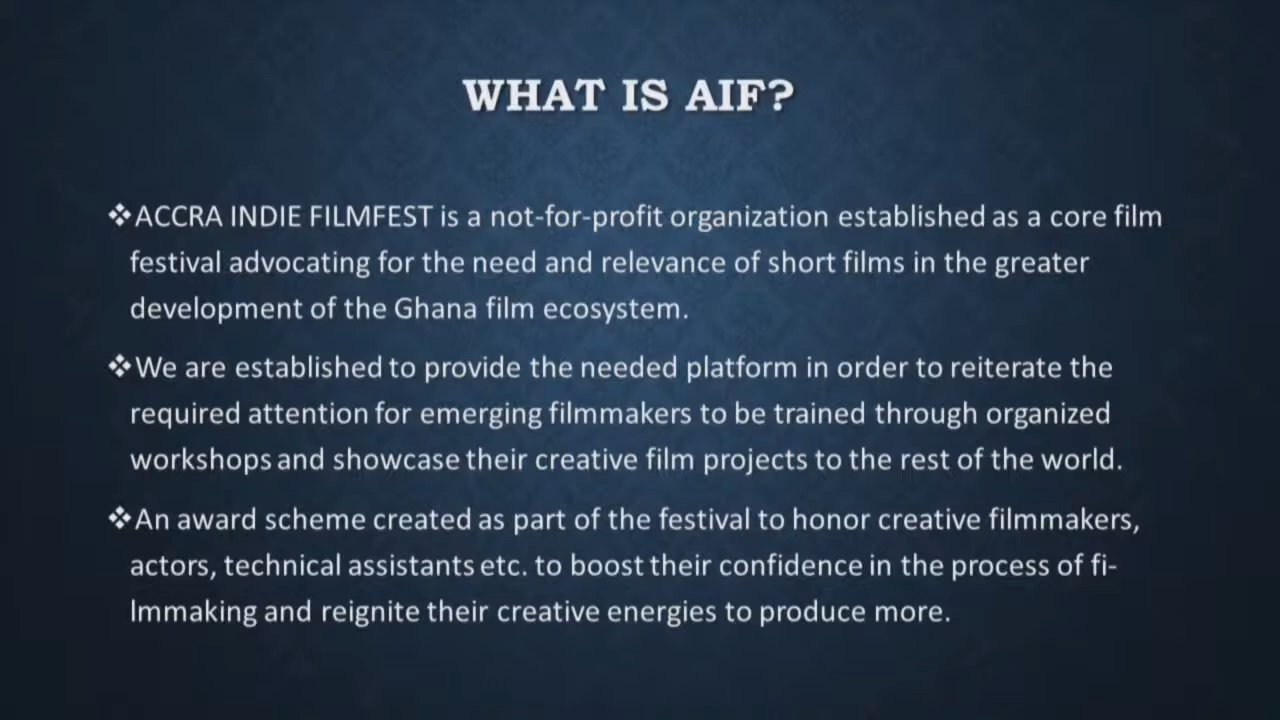 WHAT IS AIF?
❖ACCRA INDIE FILMFEST is a not-for-profit organization established as a core film
festival advocating for the need and relevance of short films in the greater
development of the Ghana film ecosystem.
❖We are established to provide the needed platform in order to reiterate the
required attention for emerging filmmakers to be trained through organized
workshops and showcase their creative film projects to the rest of the world.
❖An award scheme created as part of the festival to honor creative filmmakers,
actors, technical assistants etc. to boost their confidence in the process of fi-
lmmaking and reignite their creative energies to produce more.